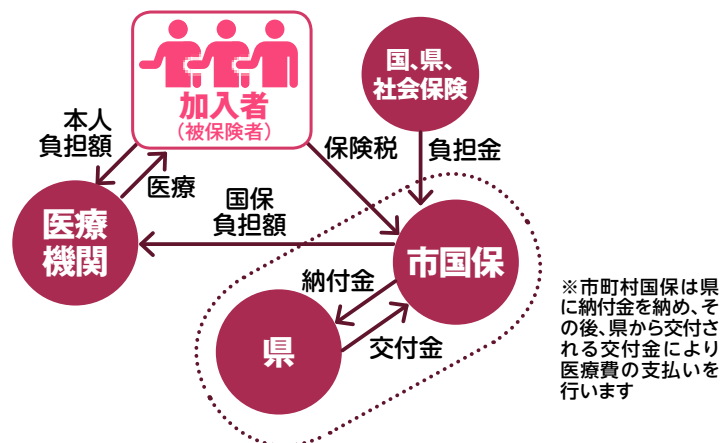 加入者
（被保険者）
国、県、
社会保険
本人
負担額
医療
保険税
負担金
医療
機関
国保
負担額
市国保
納付金
県
交付金
※市町村国保は県
に納付金を納め、そ
の後、県から交付さ
れる交付金により
医療費の支払いを
行います